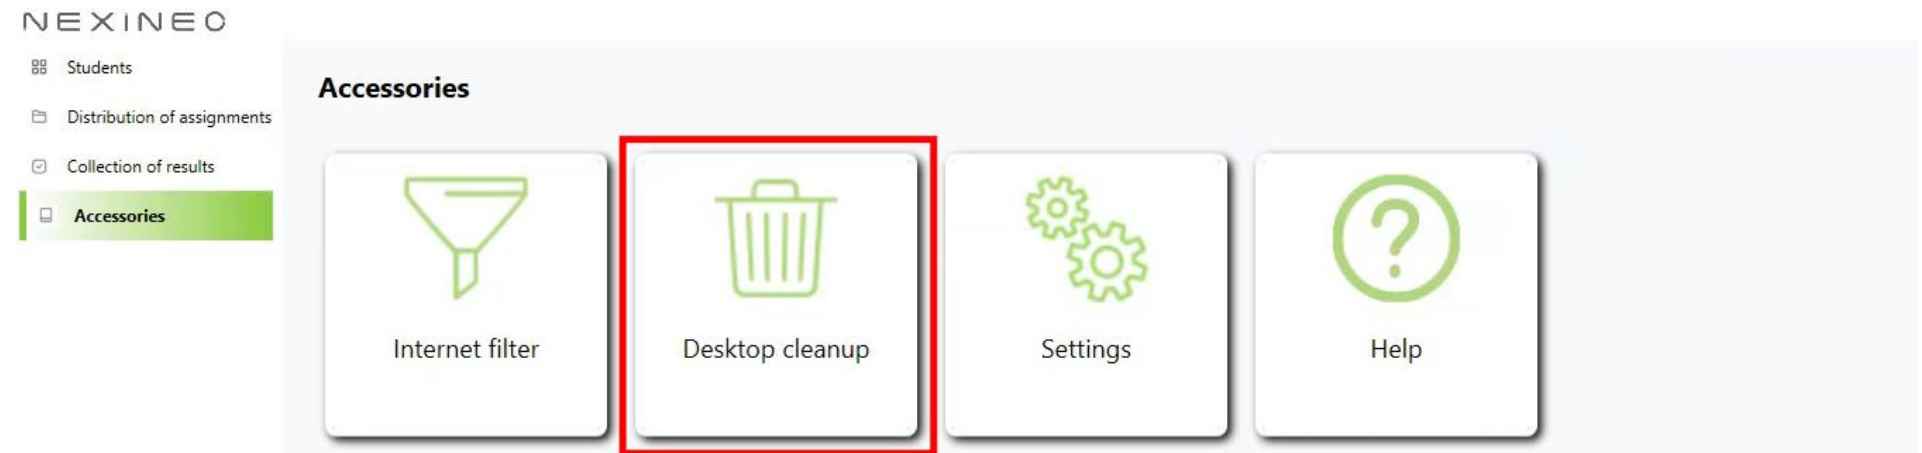 NEXINEO
Students
Distribution of assignments
Collection of results
Accessories
Accessories
Internet filter
Desktop cleanup
Settings
Help